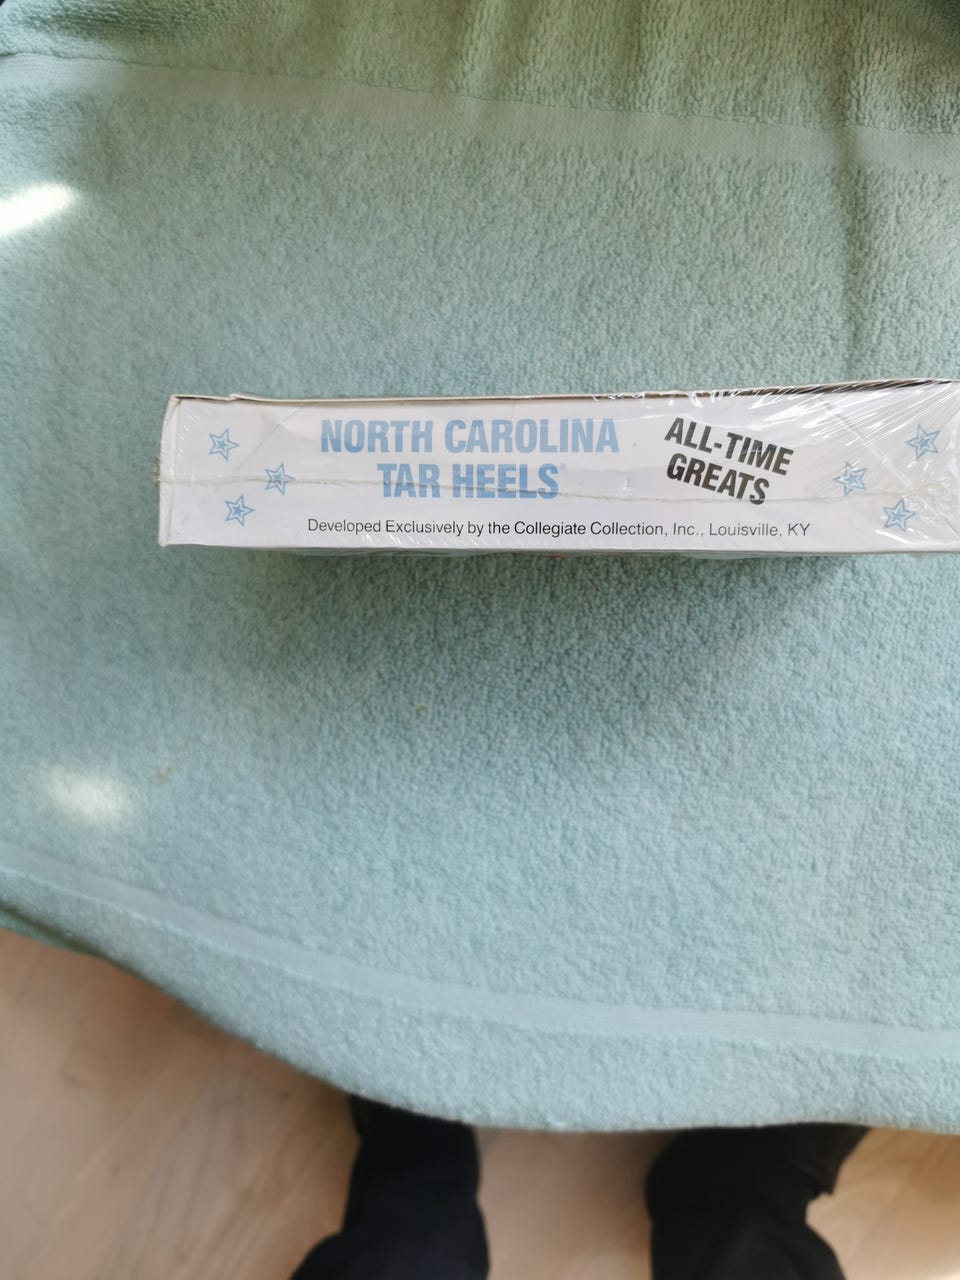 NORTH CAROLINA
TAR HEELS®
ALL-TIME
GREATS
Developed Exclusively by the Collegiate Collection, Inc., Louisville, KY